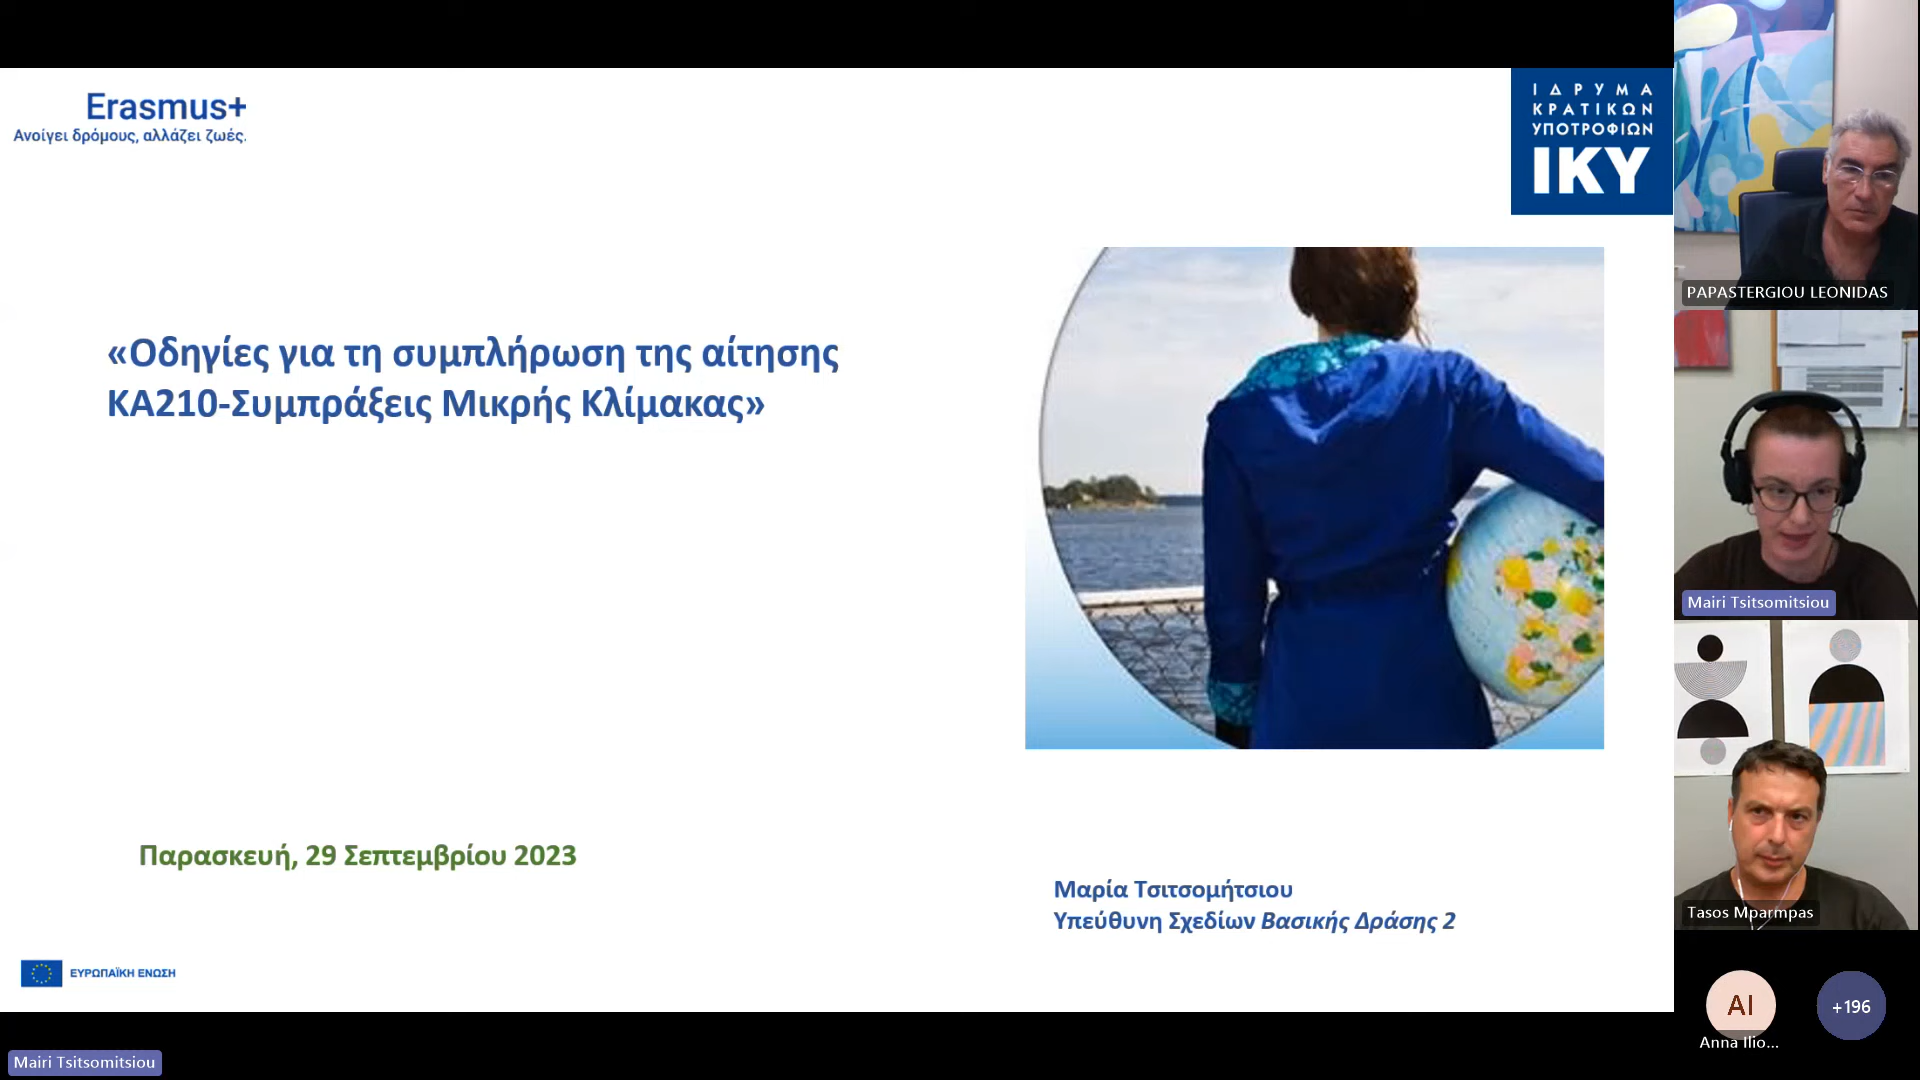 Erasmus+
Ανοίγει δρόμους, αλλάζει ζωές.
ΙΔΡΥΜΑ
ΚΡΑΤΙΚΩΝ
ΥΠΟΤΡΟΦΙΩΝ
ΙΚΥ
«Οδηγίες για τη συμπλήρωση της αίτησης
ΚΑ210-Συμπράξεις Μικρής Κλίμακας»
Παρασκευή, 29 Σεπτεμβρίου 2023
Μαρία Τσιτσομήτσιου
Υπεύθυνη Σχεδίων Βασικής Δράσης 2
ΕΥΡΩΠΑΪΚΗ ΕΝΩΣΗ
Mairi Tsitsomitsiou
PAPASTERGIOU LEONIDAS
Mairi Tsitsomitsiou
Tasos Mparmpas
AI
+196
Anna Ilio...